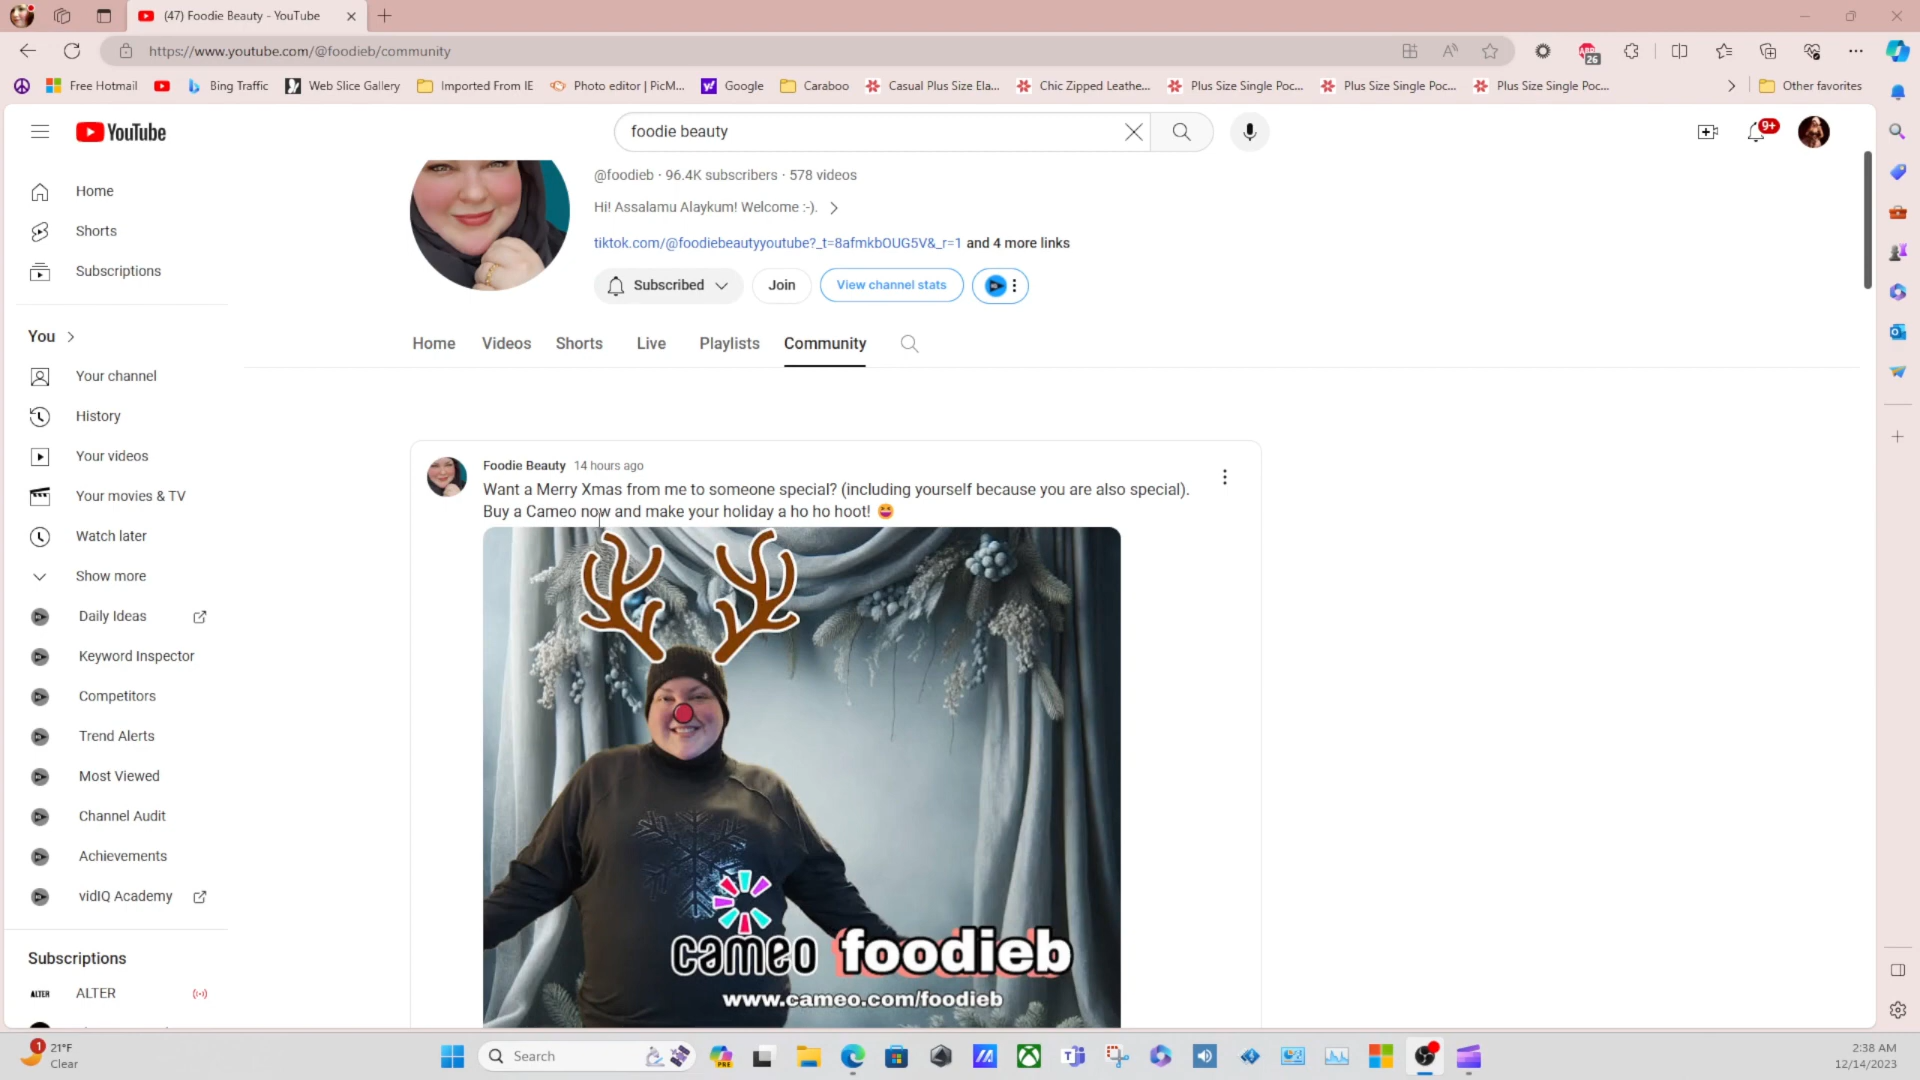 (47) Foodie Beauty - YouTube
https://www.youtube.com/@foodieb/community
ABP
26
Free Hotmail
Bing Traffic
Web Slice Gallery
Imported From IE
Photo editor | PicM...
Google
Caraboo
Casual Plus Size Ela...
Chic Zipped Leathe...
Plus Size Single Poc...
Plus Size Single Poc...
Plus Size Single Poc...
Other favorites
YouTube
foodie beauty
9+
@foodieb · 96.4K subscribers · 578 videos
Hi! Assalamu Alaykum! Welcome :-).
tiktok.com/@foodiebeautyyoutube?_t=8afmkbOUG5V&_r=1 and 4 more links
Subscribed
Join
View channel stats
Home
Videos
Shorts
Live
Playlists
Community
Home
Shorts
Subscriptions
You
Your channel
History
Your videos
Your movies & TV
Watch later
Show more
Daily Ideas
Keyword Inspector
Competitors
Trend Alerts
Most Viewed
Channel Audit
Achievements
vidIQ Academy
Subscriptions
ALTER
ALTER
Foodie Beauty 14 hours ago
Want a Merry Xmas from me to someone special? (including yourself because you are also special).
Buy a Cameo now and make your holiday a ho ho hoot! 😆
cameo foodieb
www.cameo.com/foodieb
1
21°F
Clear
Search
PRE
2:38 AM
12/14/2023